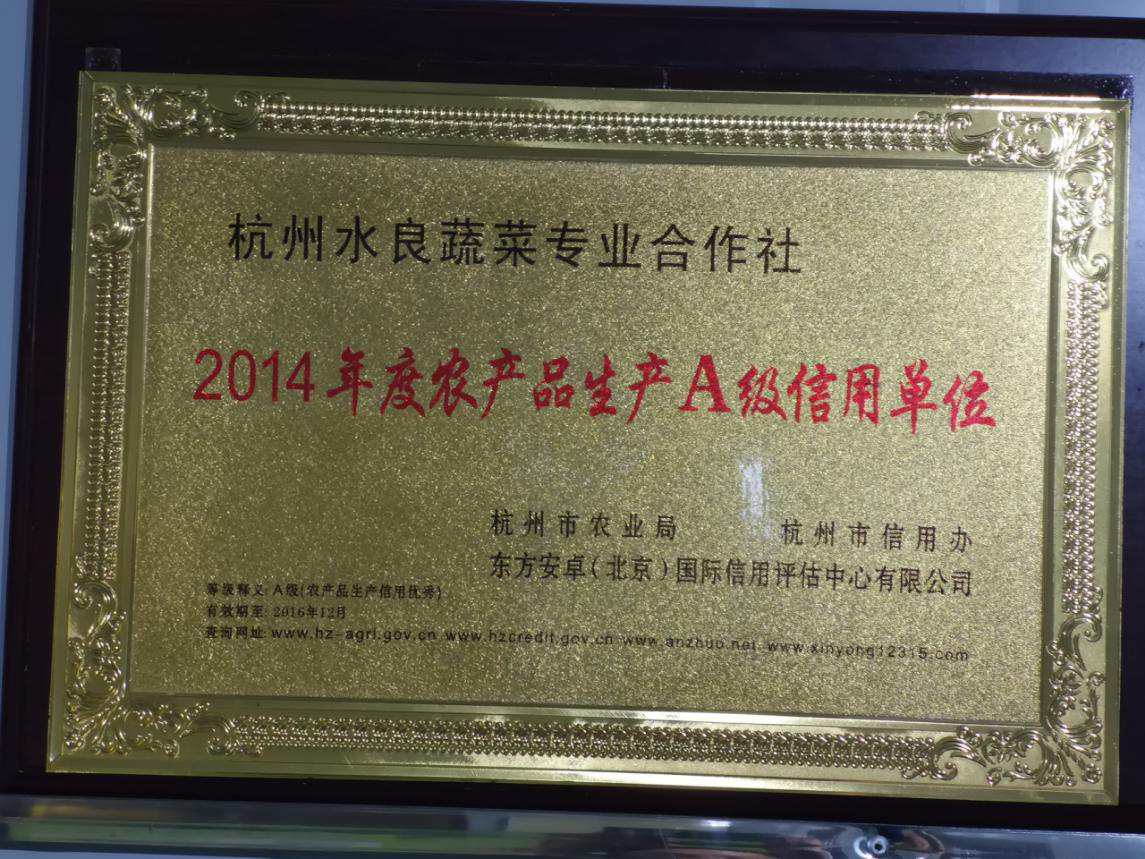 杭州水良蔬菜专业合作社
2014年度农产品生产A级信用单位
杭州市农业局 杭州市信用办
东方安卓(北京)国际信用评估中心有限公司
等级释义: A级(农产品生产信用优秀)
有效期至: 2016年12月
查询网址: www.hz-agri.gov.cn www.hzcredit.gov.cn www.anzhuo.net www.xinyong12315.com